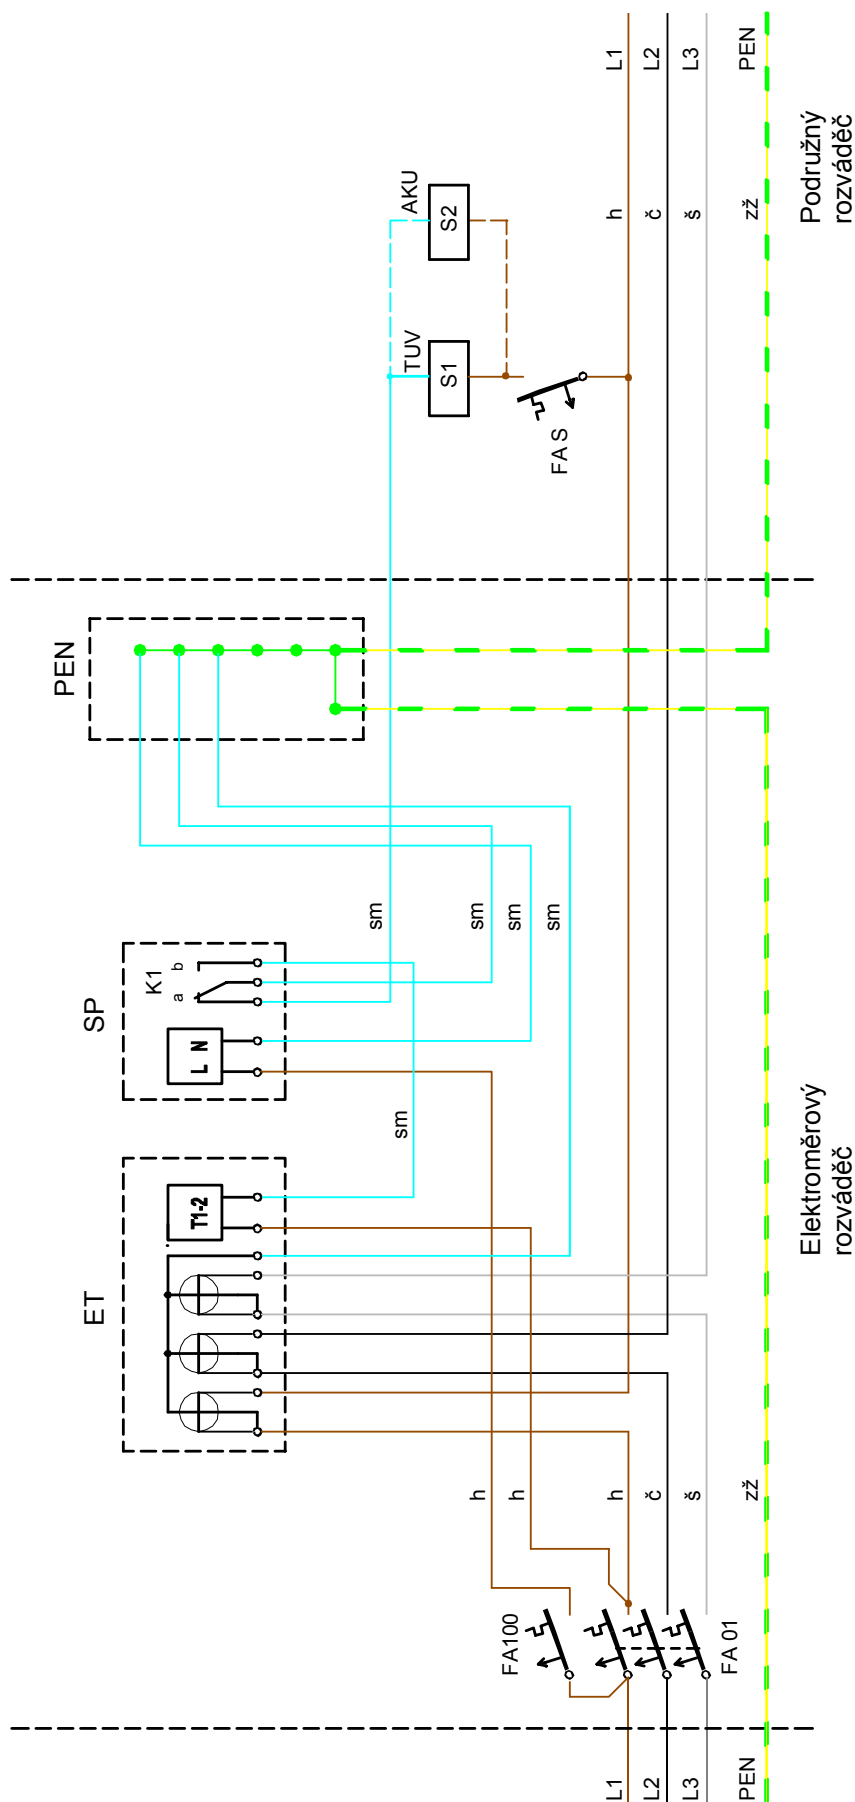 L1
L2
L3
PEN
Podružný
rozváděč
AKU
S2
h
č
š
zž
TUV
S1
FA S
PEN
sm
sm
sm
sm
SP
K1
a
b
L N
sm
Elektroměrový
rozváděč
ET
T1-2
h
h
h
č
š
zž
FA100
FA 01
L1
L2
L3
PEN